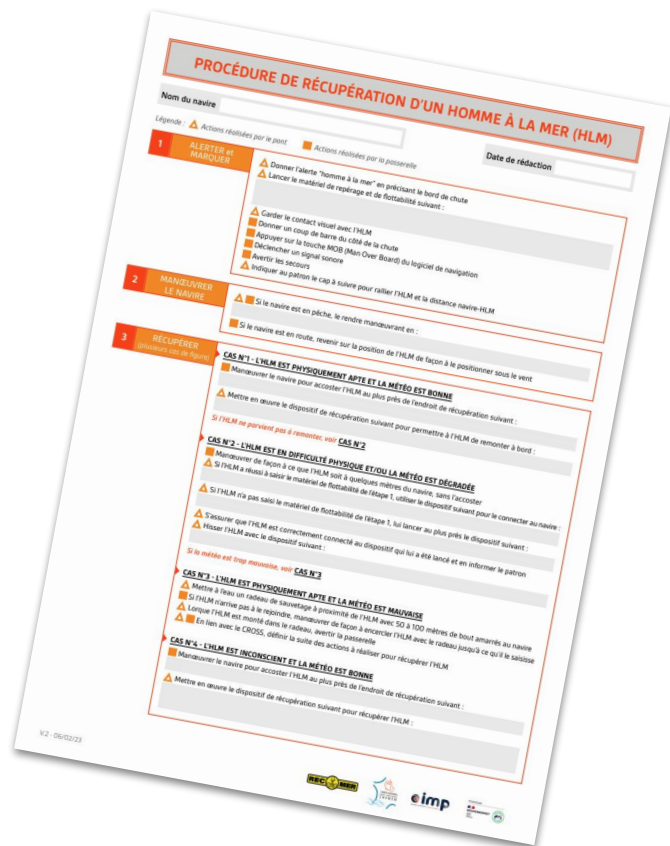 PROCÉDURE DE RÉCUPÉRATION D'UN HOMME À LA MER (HLM)
Nom du navire
Date de rédaction
Légende : Actions réalisées par le pont Actions réalisées par la passerelle
1 ALERTER et
MARQUER
Donner l'alerte "homme à la mer" en précisant le bord de chute
Lancer le matériel de repérage et de flottabilité suivant :
Garder le contact visuel avec l'HLM
Donner un coup de barre du côté de la chute
Appuyer sur la touche MOB (Man Over Board) du logiciel de navigation
Déclencher un signal sonore
Avertir les secours
Indiquer au patron le cap à suivre pour rallier l'HLM et la distance navire-HLM
2 MANŒUVRER
LE NAVIRE
Si le navire est en pêche, le rendre manœuvrant en :
Si le navire est en route, revenir sur la position de l'HLM de façon à le positionner sous le vent
3 RÉCUPÉRER
(plusieurs cas de figure)
CAS N°1 - L'HLM EST PHYSIQUEMENT APTE ET LA MÉTÉO EST BONNE
Manœuvrer le navire pour accoster l'HLM au plus près de l'endroit de récupération suivant :
Mettre en œuvre le dispositif de récupération suivant pour permettre à l'HLM de remonter à bord :
Si l'HLM ne parvient pas à remonter, voir CAS N°2
CAS N°2 - L'HLM EST EN DIFFICULTÉ PHYSIQUE ET/OU LA MÉTÉO EST DÉGRADÉE
Manœuvrer de façon à ce que l'HLM soit à quelques mètres du navire, sans l'accoster
Si l'HLM a réussi à saisir le matériel de flottabilité de l'étape 1, utiliser le dispositif suivant pour le connecter au navire :
Si l'HLM n'a pas saisi le matériel de flottabilité de l'étape 1, lui lancer au plus près le dispositif suivant :
S'assurer que l'HLM est correctement connecté au dispositif qui lui a été lancé et en informer le patron
Hisser l'HLM avec le dispositif suivant :
Si la météo est trop mauvaise, voir CAS N°3
CAS N°3 - L'HLM EST PHYSIQUEMENT APTE ET LA MÉTÉO EST MAUVAISE
Mettre à l'eau un radeau de sauvetage à proximité de l'HLM avec 50 à 100 mètres de bout amarrés au navire
Si l'HLM n'arrive pas à le rejoindre, manœuvrer de façon à encercler l'HLM avec le radeau jusqu'à ce qu'il le saisisse
Lorque l'HLM est monté dans le radeau, avertir la passerelle
En lien avec le CROSS, définir la suite des actions à réaliser pour récupérer l'HLM
CAS N°4 - L'HLM EST INCONSCIENT ET LA MÉTÉO EST BONNE
Manœuvrer le navire pour accoster l'HLM au plus près de l'endroit de récupération suivant :
Mettre en œuvre le dispositif de récupération suivant pour récupérer l'HLM :
V.2 - 06/02/23
REC MER
imp